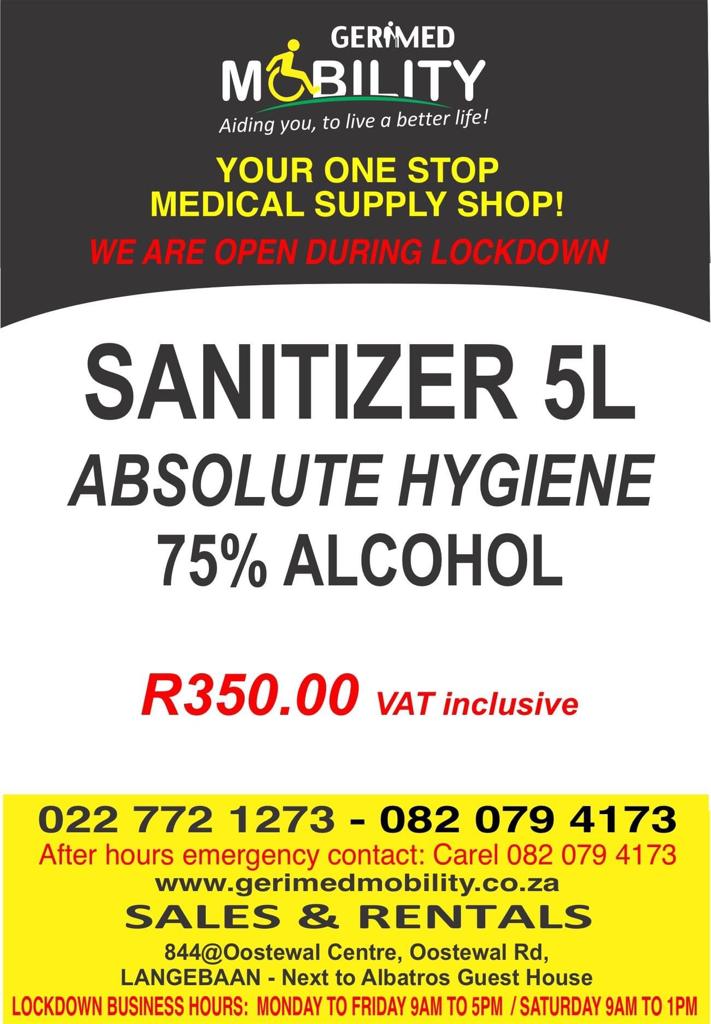 GERIMED
MOBILITY
Aiding you, to live a better life!
YOUR ONE STOP
MEDICAL SUPPLY SHOP!
WE ARE OPEN DURING LOCKDOWN
SANITIZER 5L
ABSOLUTE HYGIENE
75% ALCOHOL
R350.00 VAT inclusive
022 772 1273 - 082 079 4173
After hours emergency contact: Carel 082 079 4173
www.gerimedmobility.co.za
SALES & RENTALS
844@Oostewal Centre, Oostewal Rd,
LANGEBAAN - Next to Albatros Guest House
LOCKDOWN BUSINESS HOURS: MONDAY TO FRIDAY 9AM TO 5PM / SATURDAY 9AM TO 1PM